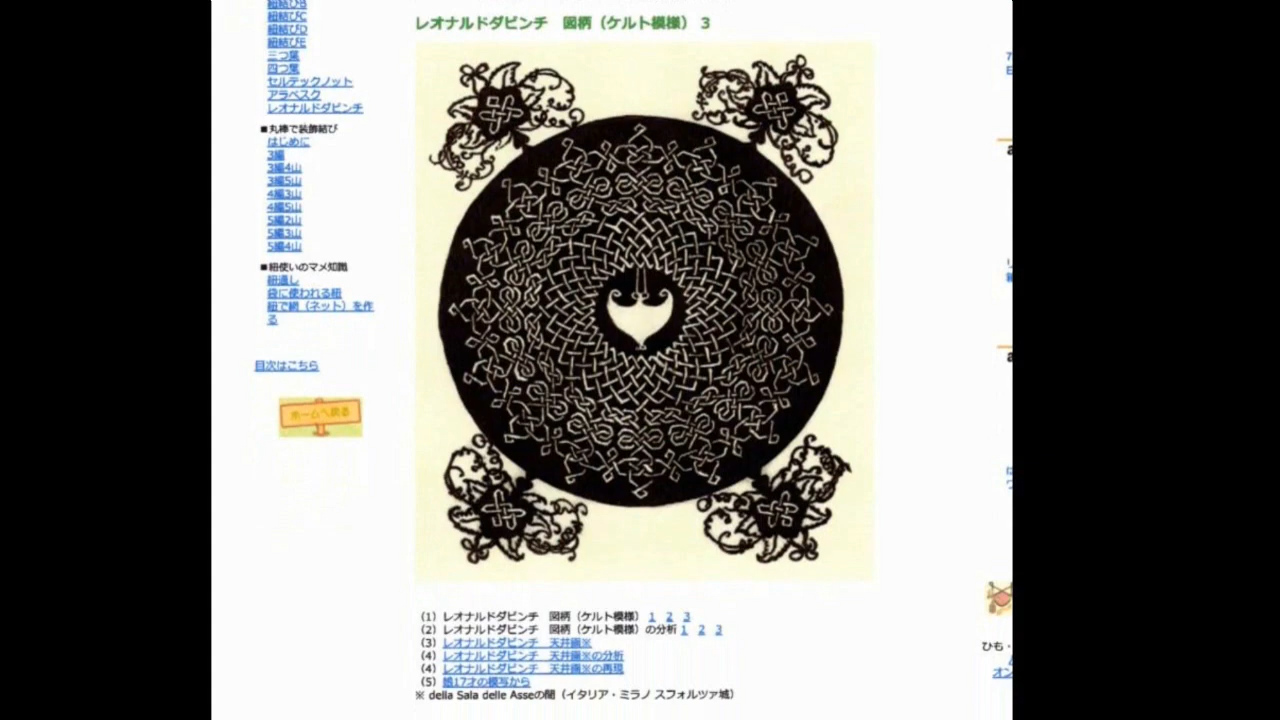 紐結びB
紐結びC
紐結びD
紐結びE
三つ葉
四つ葉
セルテックノット
アラベスク
レオナルドダビンチ
■丸棒で装飾結び
はじめに
3編
3編4山
3編5山
4編3山
4編5山
5編2山
5編3山
5編4山
■紐使いのマメ知識
紐通し
袋に使われる紐
紐で網(ネット)を作
る
目次はこちら
ホームへ戻る
レオナルドダビンチ 図柄(ケルト模様) 3
(1) レオナルドダビンチ 図柄(ケルト模様) 1 2 3
(2) レオナルドダビンチ 図柄(ケルト模様)の分析 1 2 3
(3) レオナルドダビンチ 天井画※
(4) レオナルドダビンチ 天井画※の分析
(4) レオナルドダビンチ 天井画※の再現
(5) 娘17才の模写から
※ della Sala delle Asseの間(イタリア・ミラノ スフォルツァ城)
ひも・
オン